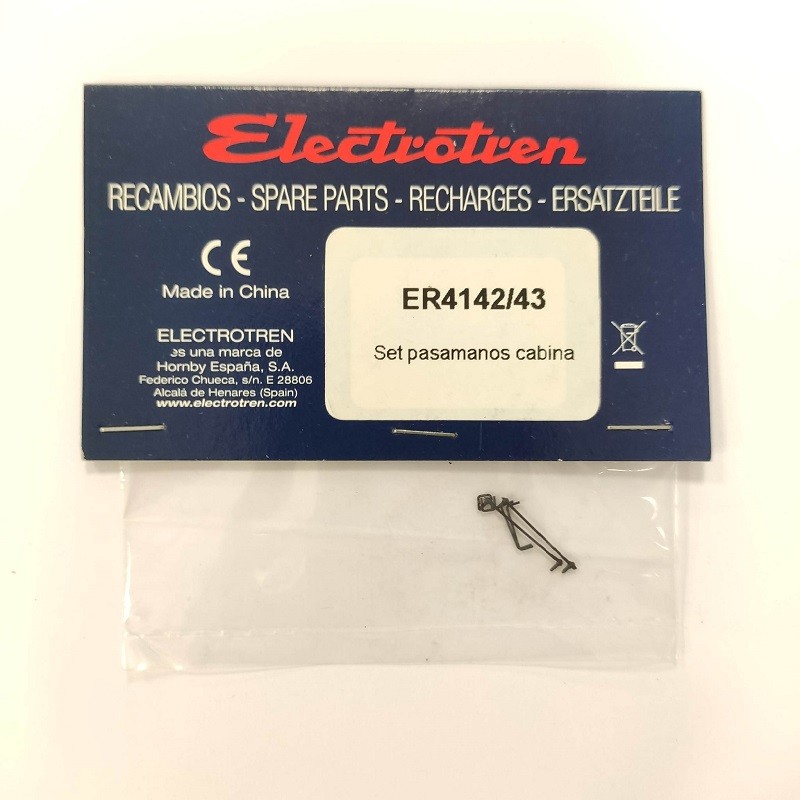 Electrotren
RECAMBIOS - SPARE PARTS - RECHARGES - ERSATZTEILE
CE
Made in China
ELECTROTREN
es una marca de
Hornby España, S.A.
Federico Chueca, s/n. E 28806
Alcalá de Henares (Spain)
www.electrotren.com
ER4142/43
Set pasamanos cabina